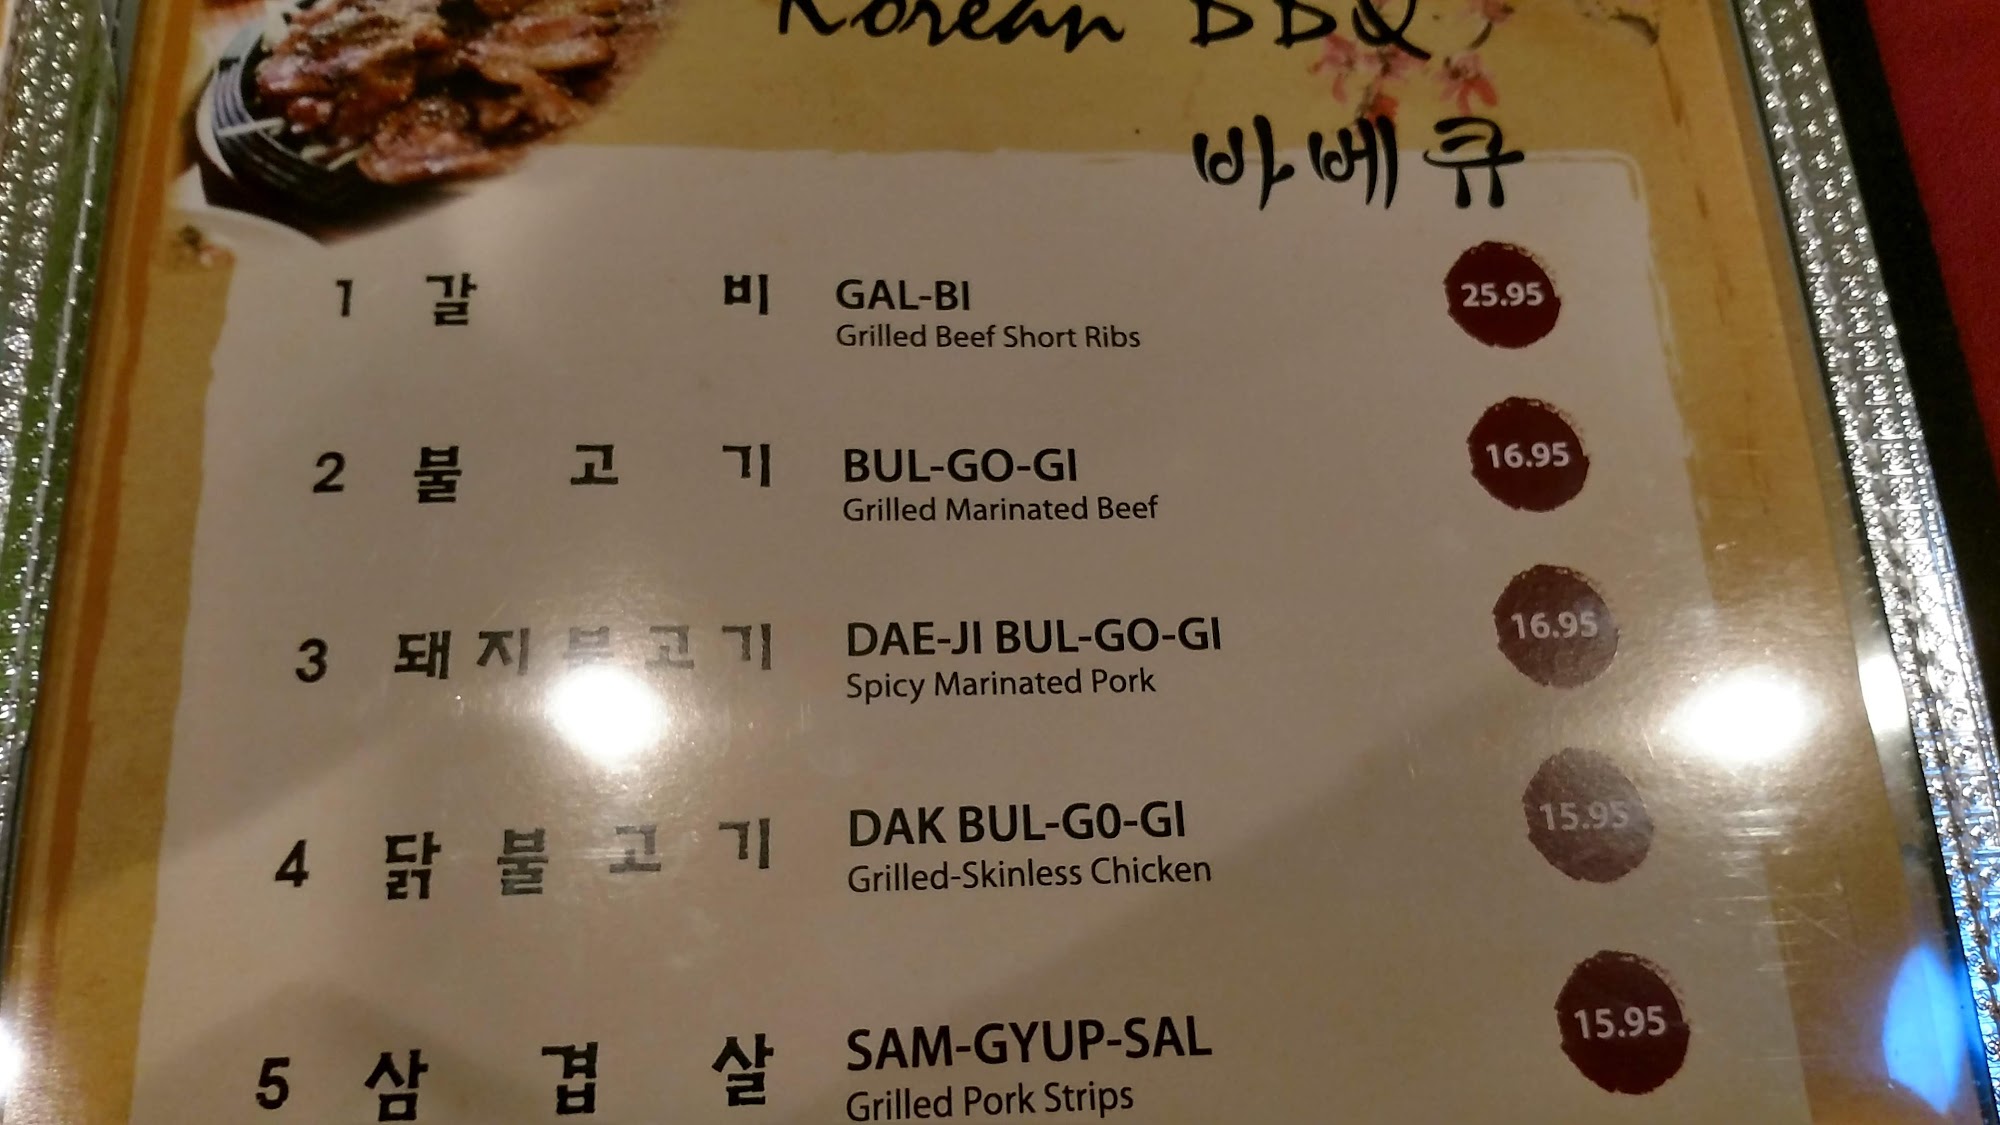 Korean BBQ
바베큐
1 갈비 GAL-BI 25.95
Grilled Beef Short Ribs
2 불고기 BUL-GO-GI 16.95
Grilled Marinated Beef
3 돼지불고기 DAE-JI BUL-GO-GI 16.95
Spicy Marinated Pork
4 닭불고기 DAK BUL-G0-GI 15.95
Grilled-Skinless Chicken
5 삼겹살 SAM-GYUP-SAL 15.95
Grilled Pork Strips